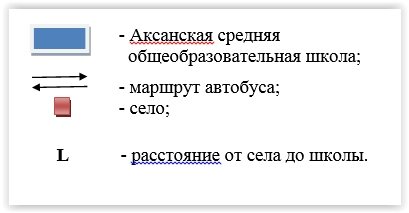 - Аксанская средняя
общеобразовательная школа;
- маршрут автобуса;
- село;
L - расстояние от села до школы.